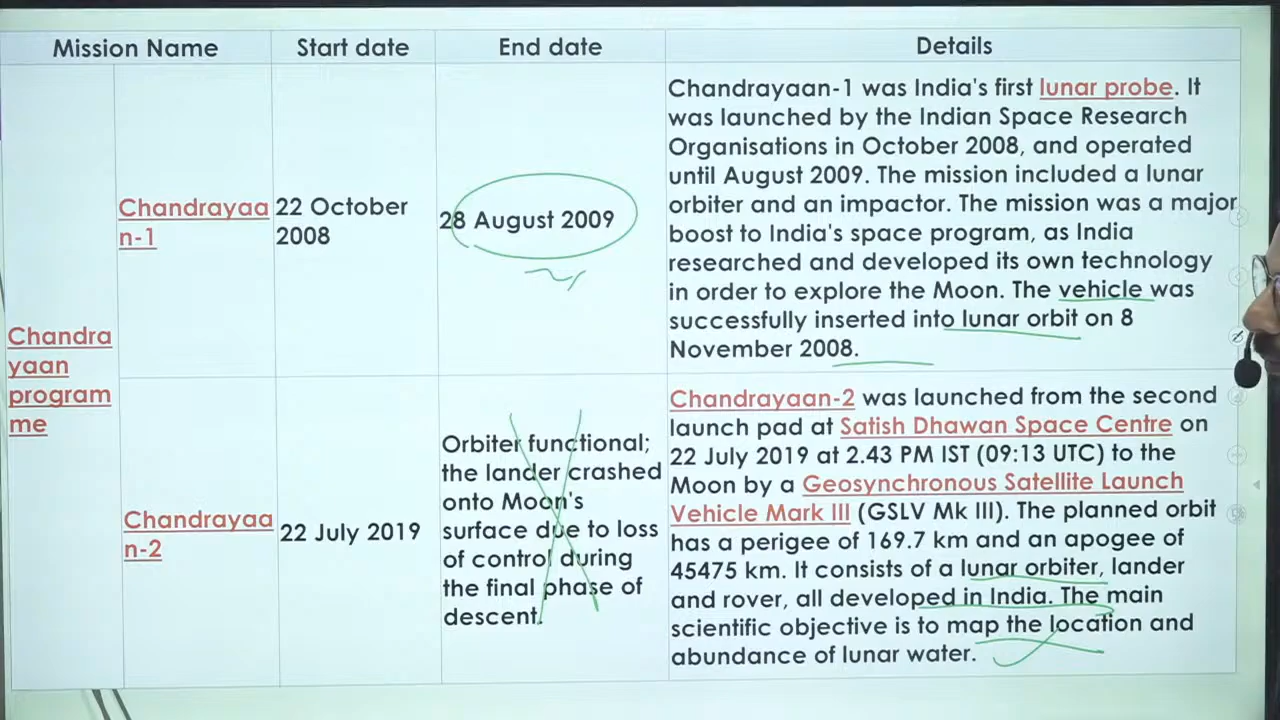 Mission Name
Start date
End date
Details
Chandra
yaan
program
me
Chandrayaa
n-1
22 October
2008
28 August 2009
Chandrayaan-1 was India's first lunar probe. It
was launched by the Indian Space Research
Organisations in October 2008, and operated
until August 2009. The mission included a lunar
orbiter and an impactor. The mission was a major
boost to India's space program, as India
researched and developed its own technology
in order to explore the Moon. The vehicle was
successfully inserted into lunar orbit on 8
November 2008.
Chandrayaa
n-2
22 July 2019
Orbiter functional;
the lander crashed
onto Moon's
surface due to loss
of control during
the final phase of
descent.
Chandrayaan-2 was launched from the second
launch pad at Satish Dhawan Space Centre on
22 July 2019 at 2.43 PM IST (09:13 UTC) to the
Moon by a Geosynchronous Satellite Launch
Vehicle Mark III (GSLV Mk III). The planned orbit
has a perigee of 169.7 km and an apogee of
45475 km. It consists of a lunar orbiter, lander
and rover, all developed in India. The main
scientific objective is to map the location and
abundance of lunar water.